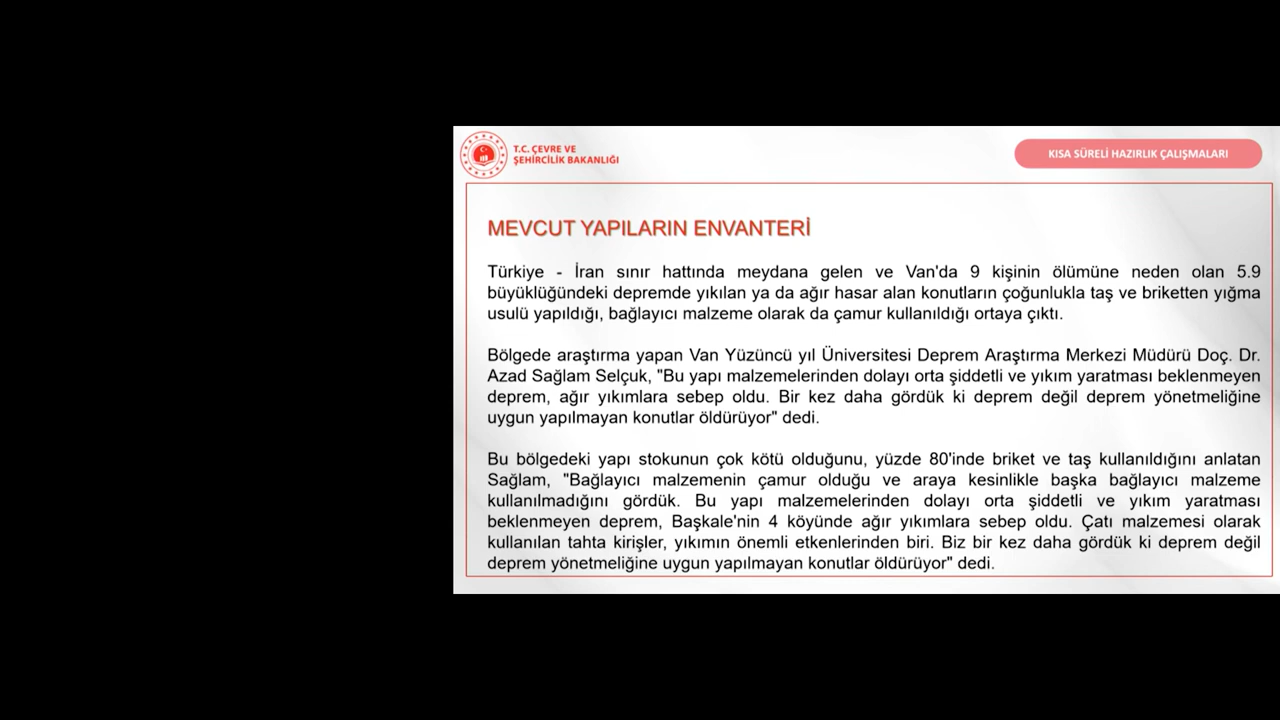 T.C. ÇEVRE VE
ŞEHİRCİLİK BAKANLIĞI
KISA SÜRELİ HAZIRLIK ÇALIŞMALARI
MEVCUT YAPILARIN ENVANTERİ
Türkiye - İran sınır hattında meydana gelen ve Van'da 9 kişinin ölümüne neden olan 5.9
büyüklüğündeki depremde yıkılan ya da ağır hasar alan konutların çoğunlukla taş ve briketten yığma
usulü yapıldığı, bağlayıcı malzeme olarak da çamur kullanıldığı ortaya çıktı.
Bölgede araştırma yapan Van Yüzüncü yıl Üniversitesi Deprem Araştırma Merkezi Müdürü Doç. Dr.
Azad Sağlam Selçuk, "Bu yapı malzemelerinden dolayı orta şiddetli ve yıkım yaratması beklenmeyen
deprem, ağır yıkımlara sebep oldu. Bir kez daha gördük ki deprem değil deprem yönetmeliğine
uygun yapılmayan konutlar öldürüyor" dedi.
Bu bölgedeki yapı stokunun çok kötü olduğunu, yüzde 80'inde briket ve taş kullanıldığını anlatan
Sağlam, "Bağlayıcı malzemenin çamur olduğu ve araya kesinlikle başka bağlayıcı malzeme
kullanılmadığını gördük. Bu yapı malzemelerinden dolayı orta şiddetli ve yıkım yaratması
beklenmeyen deprem, Başkale'nin 4 köyünde ağır yıkımlara sebep oldu. Çatı malzemesi olarak
kullanılan tahta kirişler, yıkımın önemli etkenlerinden biri. Biz bir kez daha gördük ki deprem değil
deprem yönetmeliğine uygun yapılmayan konutlar öldürüyor" dedi.